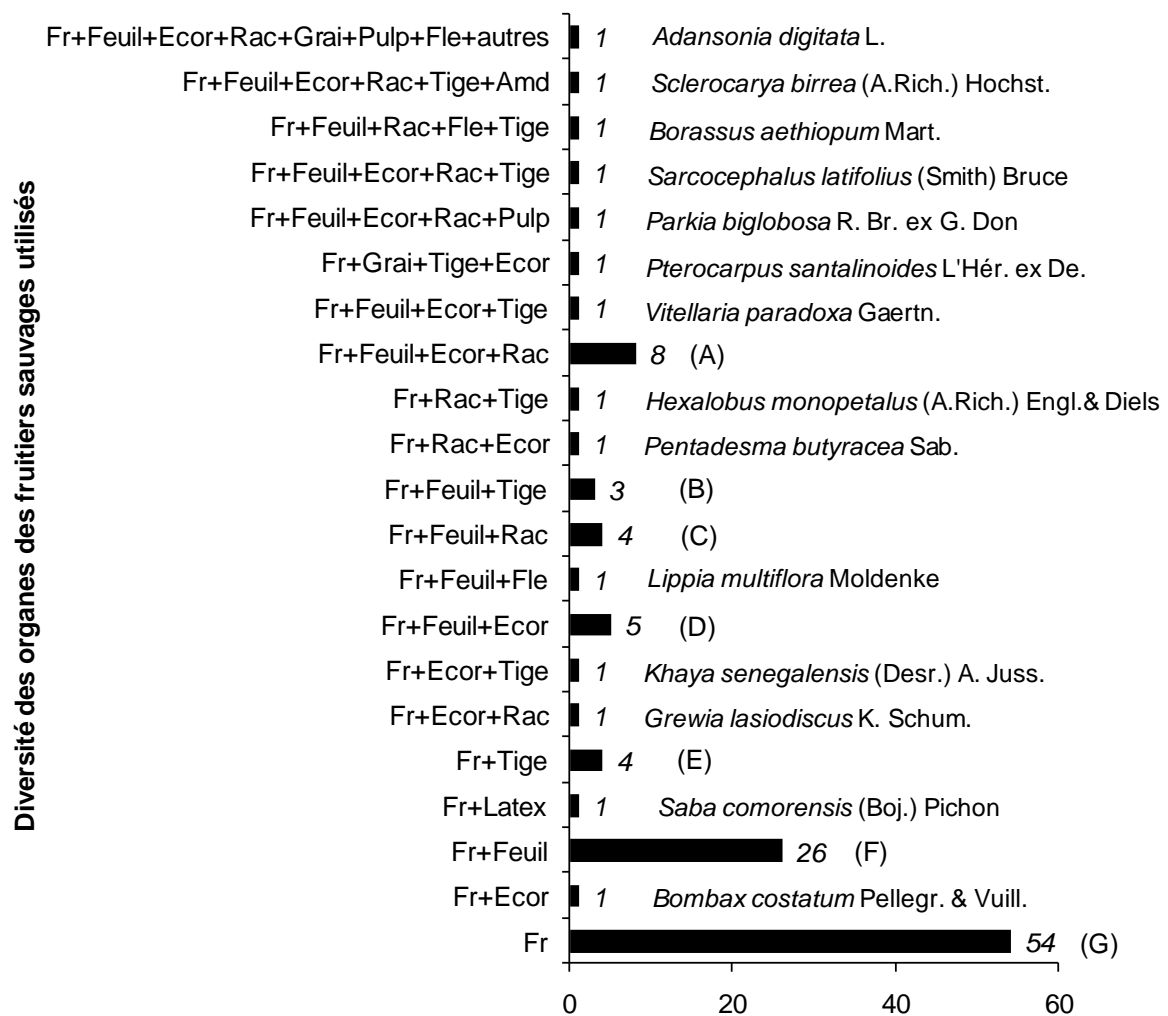 Diversité des organes des fruitiers sauvages utilisés
Fr+Feuil+Ecor+Rac+Grai+Pulp+Fle+autres 1 Adansonia digitata L.
Fr+Feuil+Ecor+Rac+Tige+Amd 1 Sclerocarya birrea (A.Rich.) Hochst.
Fr+Feuil+Rac+Fle+Tige 1 Borassus aethiopum Mart.
Fr+Feuil+Ecor+Rac+Tige 1 Sarcocephalus latifolius (Smith) Bruce
Fr+Feuil+Ecor+Rac+Pulp 1 Parkia biglobosa R. Br. ex G. Don
Fr+Grai+Tige+Ecor 1 Pterocarpus santalinoides L'Hér. ex De.
Fr+Feuil+Ecor+Tige 1 Vitellaria paradoxa Gaertn.
Fr+Feuil+Ecor+Rac 8 (A)
Fr+Rac+Tige 1 Hexalobus monopetalus (A.Rich.) Engl.& Diels
Fr+Rac+Ecor 1 Pentadesma butyracea Sab.
Fr+Feuil+Tige 3 (B)
Fr+Feuil+Rac 4 (C)
Fr+Feuil+Fle 1 Lippia multiflora Moldenke
Fr+Feuil+Ecor 5 (D)
Fr+Ecor+Tige 1 Khaya senegalensis (Desr.) A. Juss.
Fr+Ecor+Rac 1 Grewia lasiodiscus K. Schum.
Fr+Tige 4 (E)
Fr+Latex 1 Saba comorensis (Boj.) Pichon
Fr+Feuil 26 (F)
Fr+Ecor 1 Bombax costatum Pellegr. & Vuill.
Fr 54 (G)
0 20 40 60